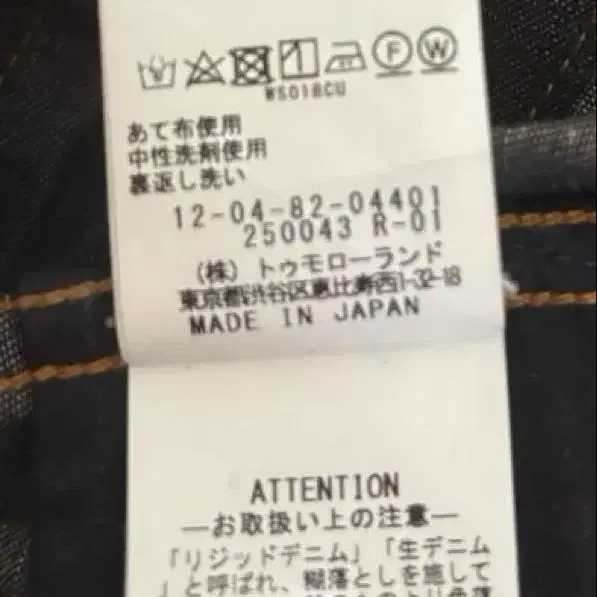 F W
WS018CU
あて布使用
中性洗剤使用
裏返し洗い
12-04-82-04401
250043 R-01
(株) トゥモローランド
東京都渋谷区恵比寿西1-32-18
MADE IN JAPAN
ATTENTION
―お取扱い上の注意―
「リジッドデニム」「生デニム
」と呼ばれ、糊落としを施して